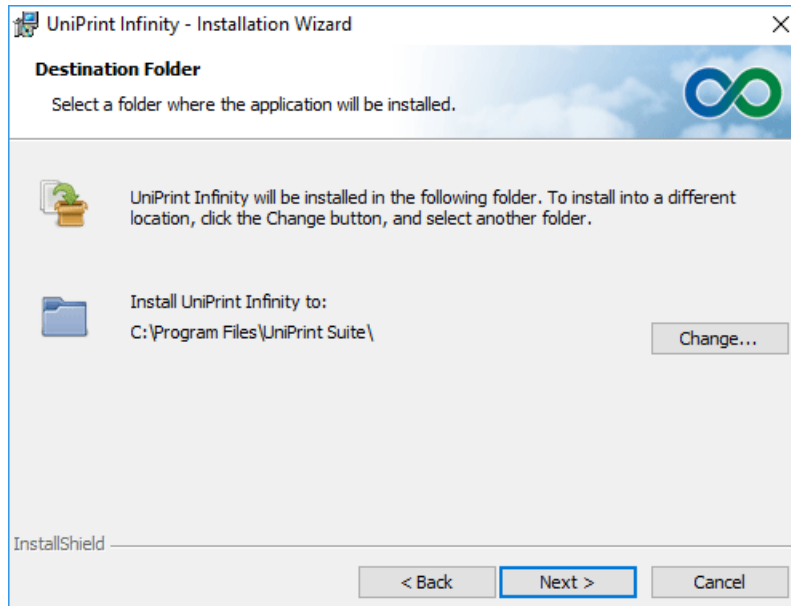 UniPrint Infinity - Installation Wizard
Destination Folder
Select a folder where the application will be installed.
UniPrint Infinity will be installed in the following folder. To install into a different
location, click the Change button, and select another folder.
Install UniPrint Infinity to:
C:\Program Files\UniPrint Suite\
Change...
InstallShield
< Back
Next >
Cancel